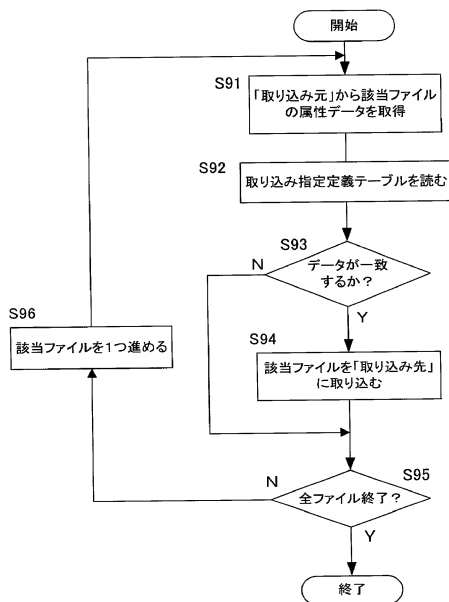 開始
S91
「取り込み元」から該当ファイル
の属性データを取得
S92
取り込み指定定義テーブルを読む
S93
データが一致
するか？
N
Y
S94
該当ファイルを「取り込み先」
に取り込む
S96
該当ファイルを1つ進める
S95
全ファイル終了？
N
Y
終了